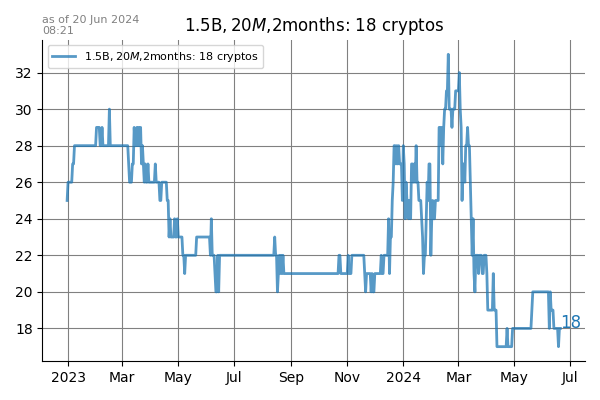 as of 20 Jun 2024
08:21
1.5B, 20M,2months: 18 cryptos
1.5B, 20M,2months: 18 cryptos
32
30
28
26
24
22
20
18
18
2023 Mar May Jul Sep Nov 2024 Mar May Jul